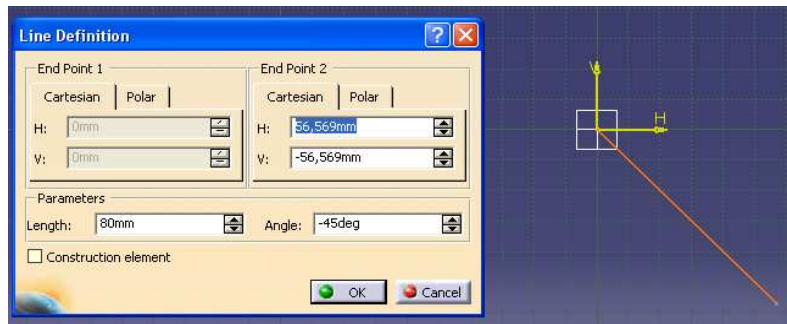 Line Definition
End Point 1
Cartesian Polar
H: 0mm
V: 0mm
End Point 2
Cartesian Polar
H: 56,569mm
V: -56,569mm
Parameters
Length: 80mm Angle: -45deg
Construction element
OK Cancel
V
H